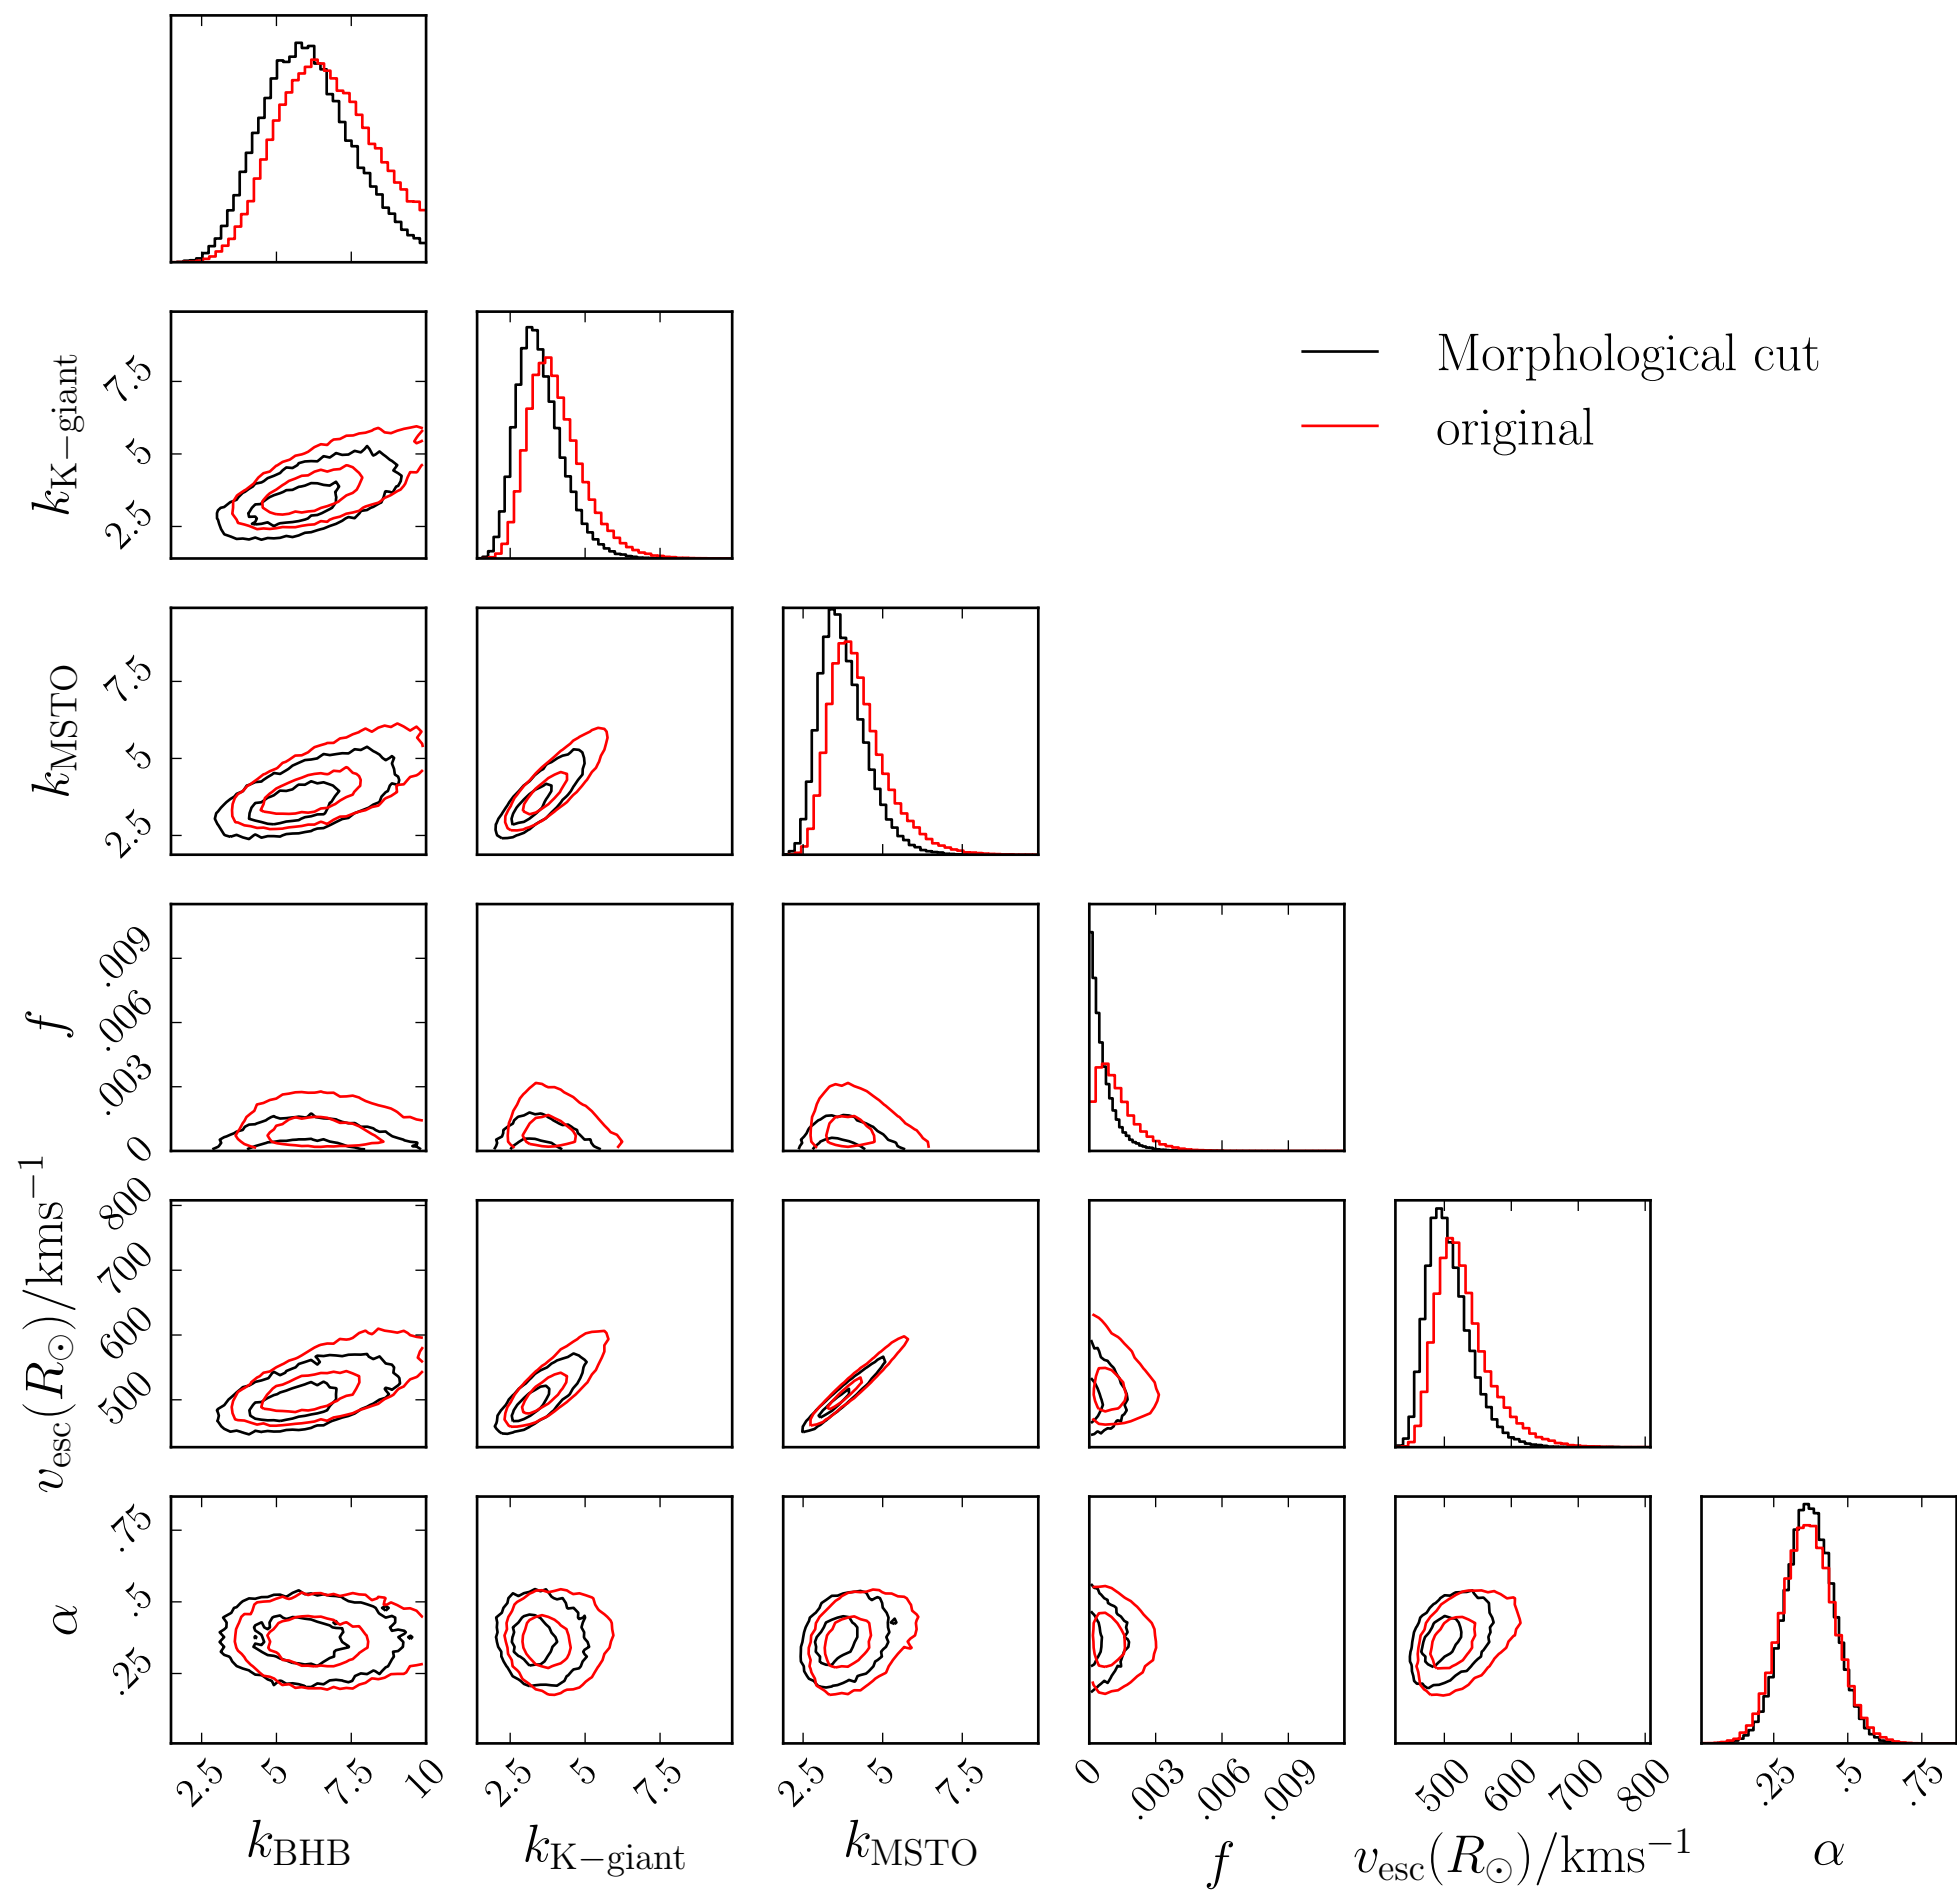 Morphological cut
original
k_K−giant
7.5
.5
2.5
k_MSTO
7.5
.5
2.5
f
.009
.006
.003
0
v_esc(R_⊙)/kms⁻¹
800
700
600
500
α
.75
.5
.25
2.5 .5 7.5 10
2.5 .5 7.5
2.5 .5 7.5
0 .003 .006 .009
500 600 700 800
.25 .5 .75
k_BHB
k_K−giant
k_MSTO
f
v_esc(R_⊙)/kms⁻¹
α